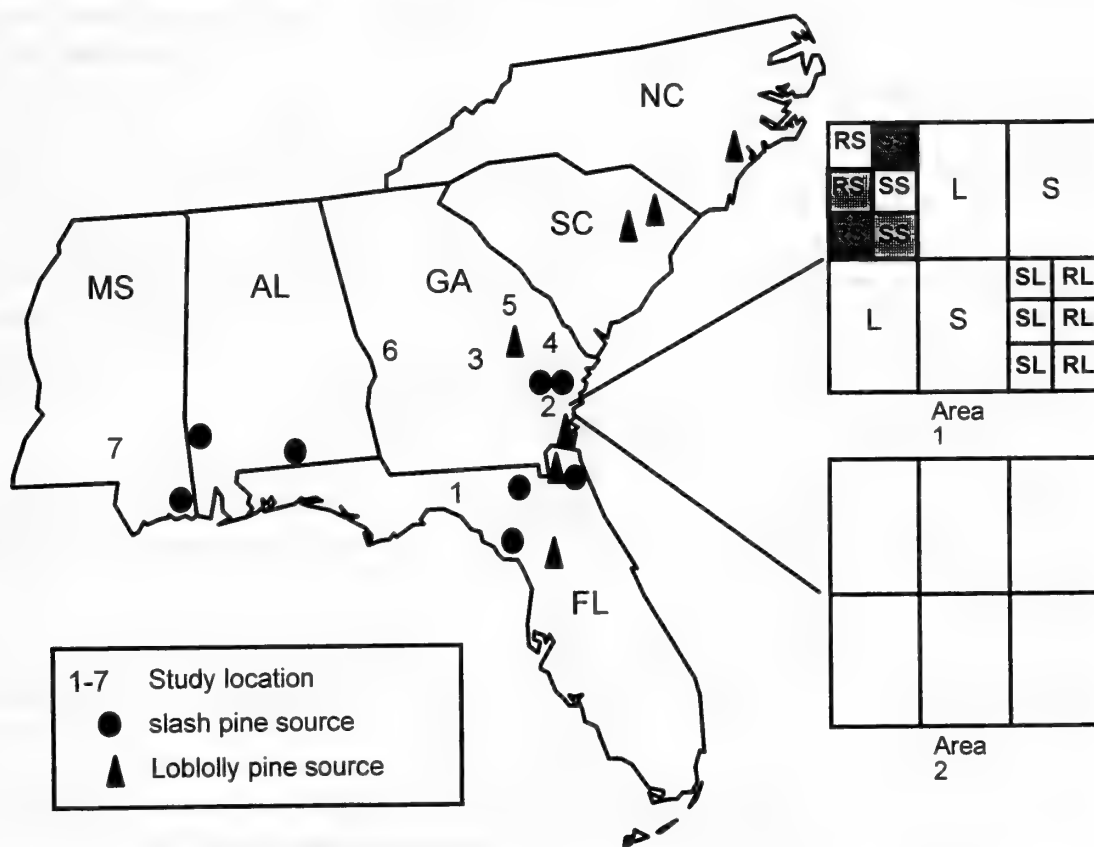 NC
RS
RS SS
SS
L
S
SC
MS
AL
GA
5
SL RL
L
S
6
3
4
SL RL
2
SL RL
Area
1
7
1
FL
1-7 Study location
slash pine source
Loblolly pine source
Area
2